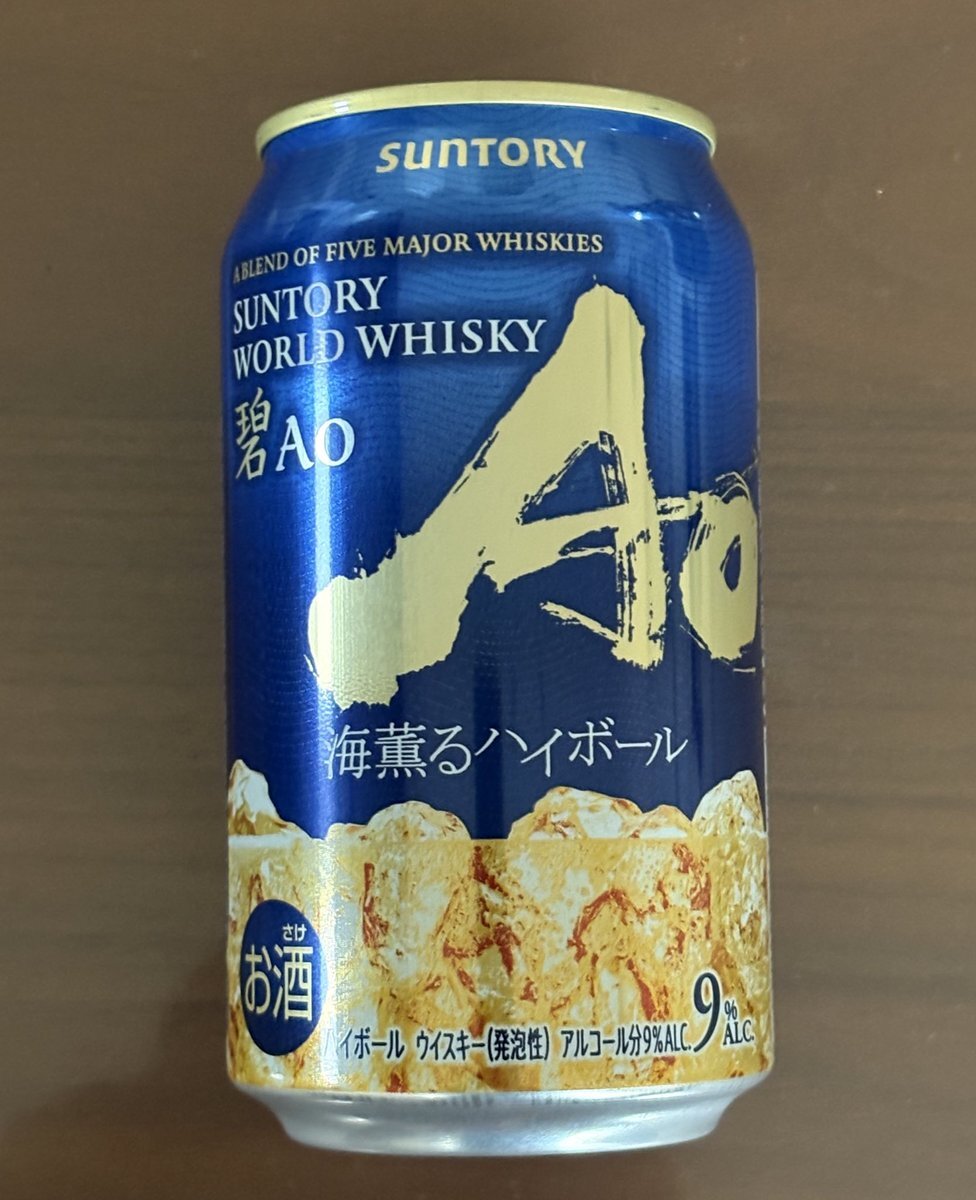 SUNTORY
A BLEND OF FIVE MAJOR WHISKIES
SUNTORY
WORLD WHISKY
碧Ao
Ao
海薫るハイボール
さけ
お酒
ハイボール ウイスキー(発泡性) アルコール分9%ALC.
9%
ALC.